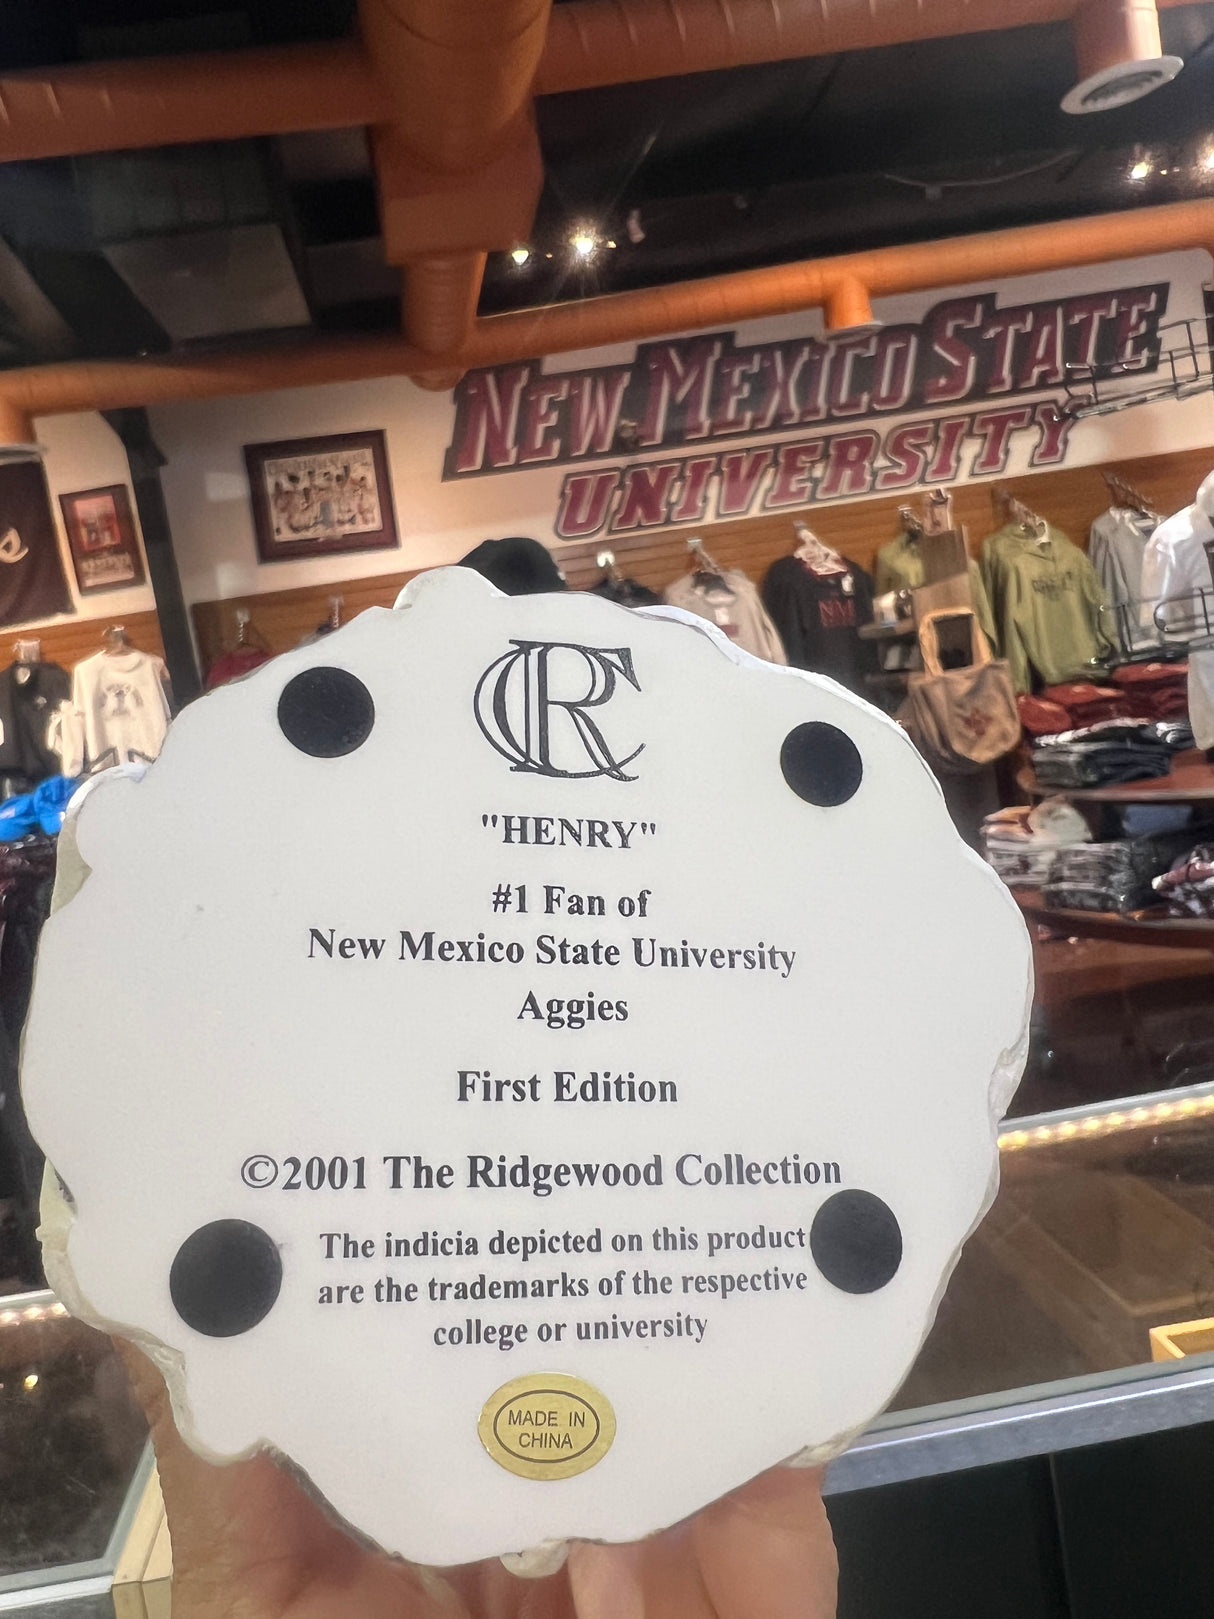 NEW MEXICO STATE
UNIVERSITY
CR
"HENRY"
#1 Fan of
New Mexico State University
Aggies
First Edition
©2001 The Ridgewood Collection
The indicia depicted on this product
are the trademarks of the respective
college or university
MADE IN
CHINA